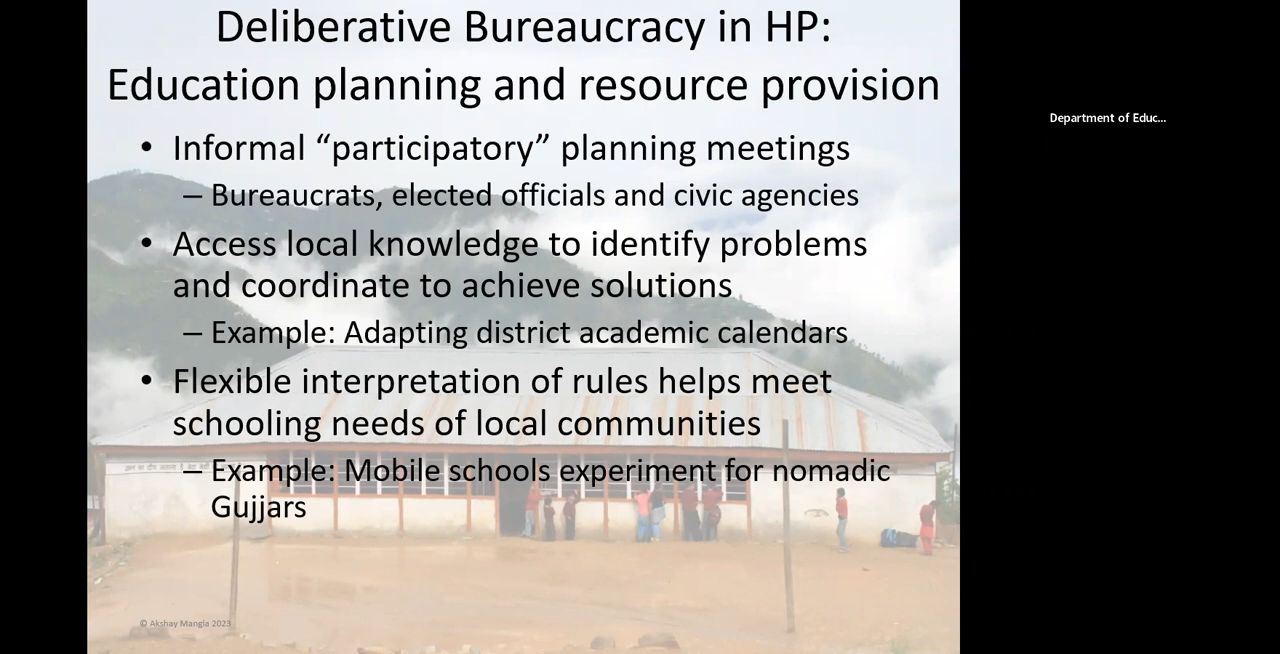 Deliberative Bureaucracy in HP:
Education planning and resource provision
• Informal “participatory” planning meetings
– Bureaucrats, elected officials and civic agencies
• Access local knowledge to identify problems
and coordinate to achieve solutions
– Example: Adapting district academic calendars
• Flexible interpretation of rules helps meet
schooling needs of local communities
– Example: Mobile schools experiment for nomadic
Gujjars
© Akshay Mangla 2023
Department of Educ...